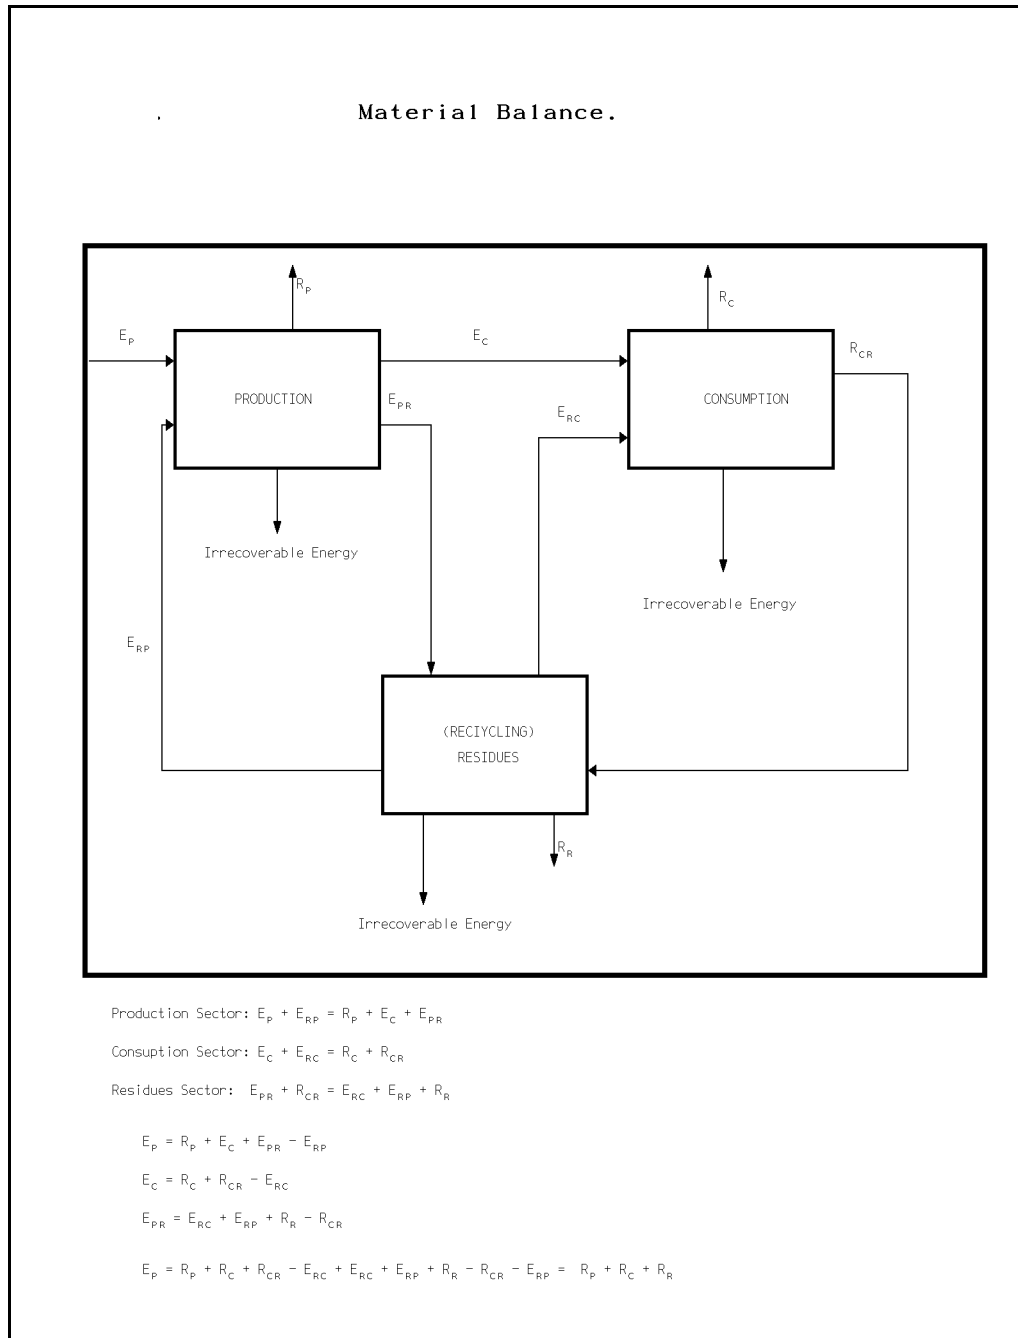 Material Balance.
R_P
R_C
E_P
E_C
R_CR
PRODUCTION
E_PR
CONSUMPTION
E_RC
Irrecoverable Energy
Irrecoverable Energy
E_RP
(RECIYCLING)
RESIDUES
R_R
Irrecoverable Energy
Production Sector: E_P + E_RP = R_P + E_C + E_PR
Consuption Sector: E_C + E_RC = R_C + R_CR
Residues Sector: E_PR + R_CR = E_RC + E_RP + R_R
E_P = R_P + E_C + E_PR − E_RP
E_C = R_C + R_CR − E_RC
E_PR = E_RC + E_RP + R_R − R_CR
E_P = R_P + R_C + R_CR − E_RC + E_RC + E_RP + R_R − R_CR − E_RP = R_P + R_C + R_R